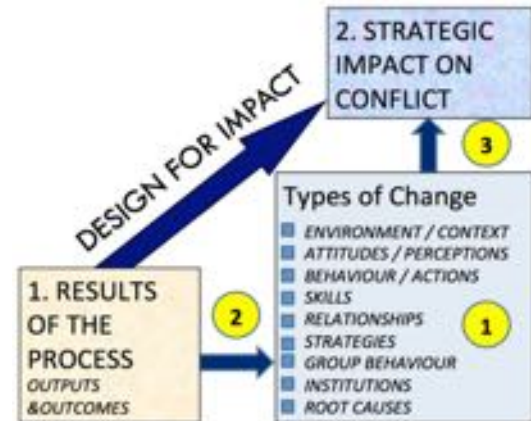 2. STRATEGIC
IMPACT ON
CONFLICT
DESIGN FOR IMPACT
3
Types of Change
ENVIRONMENT / CONTEXT
ATTITUDES / PERCEPTIONS
BEHAVIOUR / ACTIONS
SKILLS
RELATIONSHIPS
STRATEGIES
GROUP BEHAVIOUR
INSTITUTIONS
ROOT CAUSES
1
1. RESULTS
OF THE
PROCESS
OUTPUTS
&OUTCOMES
2